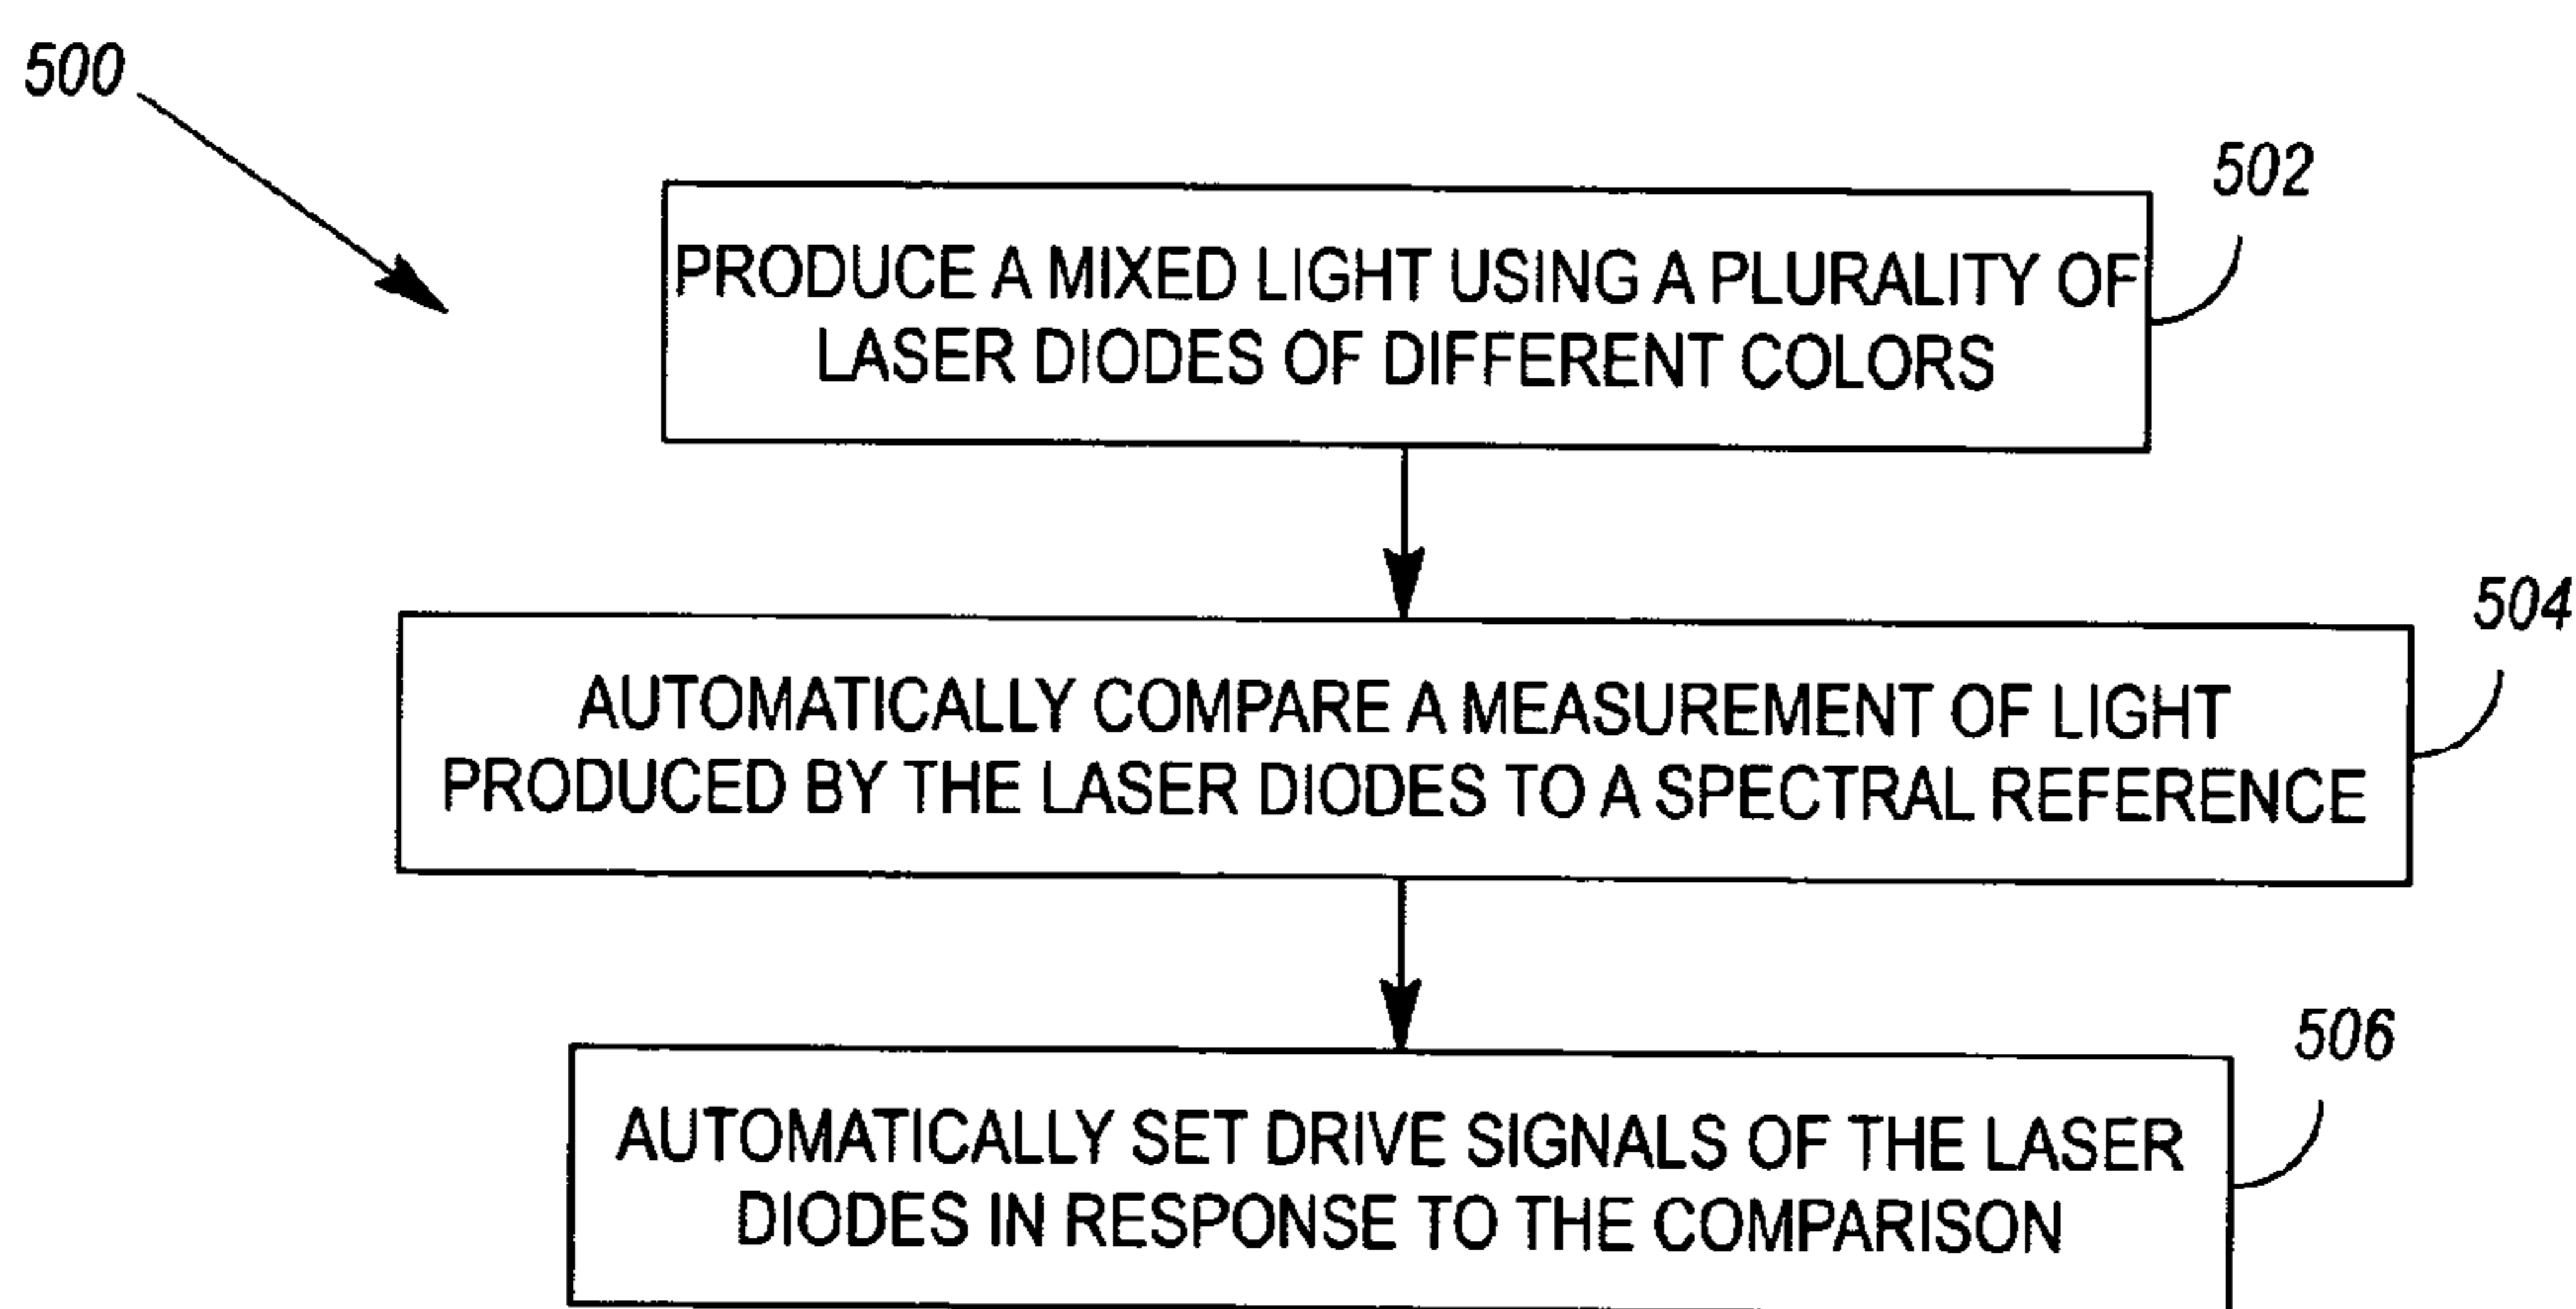 500
502
PRODUCE A MIXED LIGHT USING A PLURALITY OF
LASER DIODES OF DIFFERENT COLORS
504
AUTOMATICALLY COMPARE A MEASUREMENT OF LIGHT
PRODUCED BY THE LASER DIODES TO A SPECTRAL REFERENCE
506
AUTOMATICALLY SET DRIVE SIGNALS OF THE LASER
DIODES IN RESPONSE TO THE COMPARISON